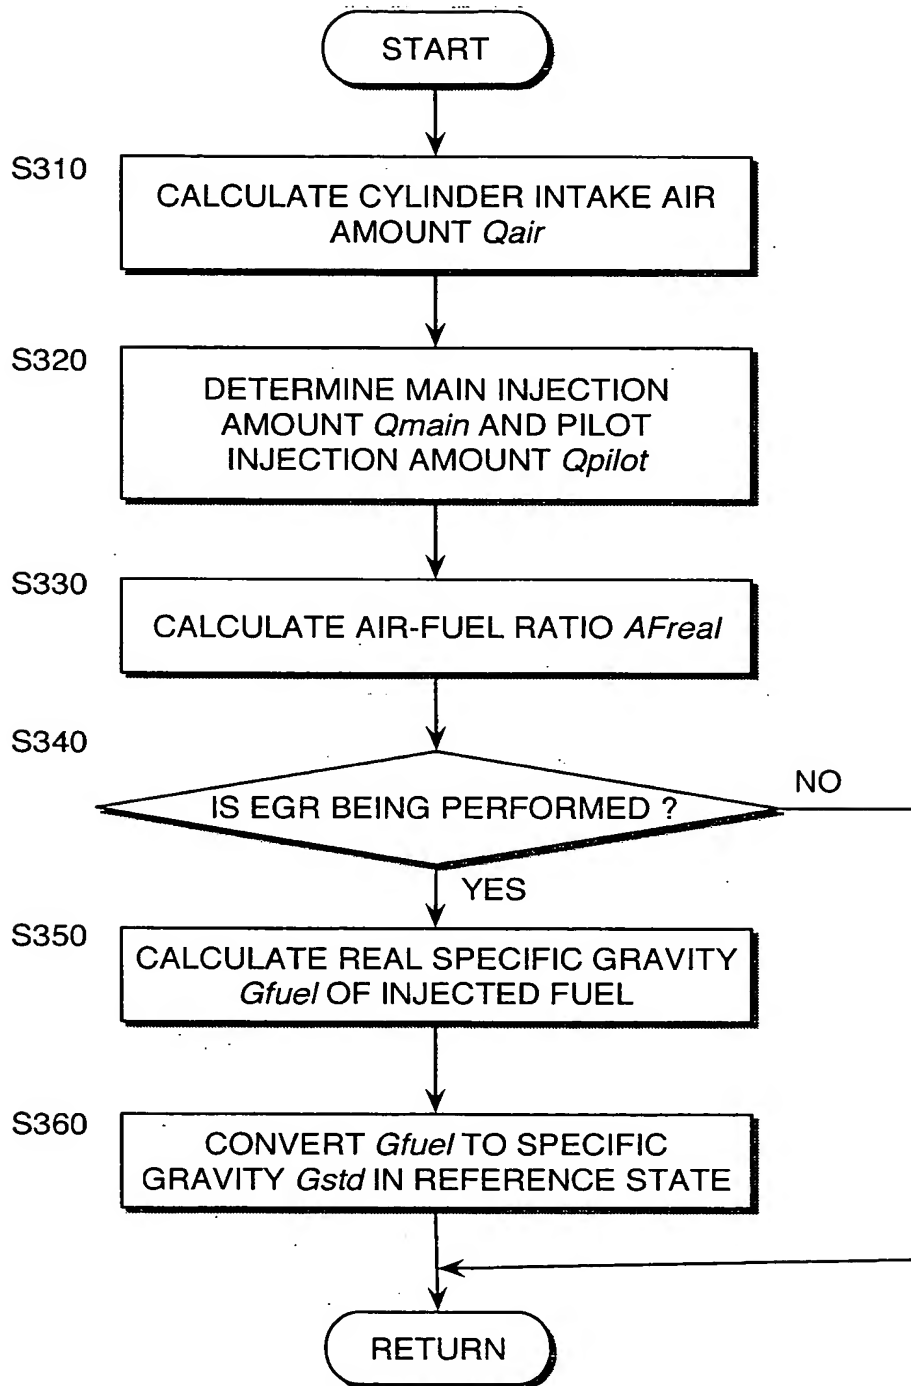 START
S310
CALCULATE CYLINDER INTAKE AIR
AMOUNT Qair
S320
DETERMINE MAIN INJECTION
AMOUNT Qmain AND PILOT
INJECTION AMOUNT Qpilot
S330
CALCULATE AIR-FUEL RATIO AFreal
S340
IS EGR BEING PERFORMED ?
NO
YES
S350
CALCULATE REAL SPECIFIC GRAVITY
Gfuel OF INJECTED FUEL
S360
CONVERT Gfuel TO SPECIFIC
GRAVITY Gstd IN REFERENCE STATE
RETURN